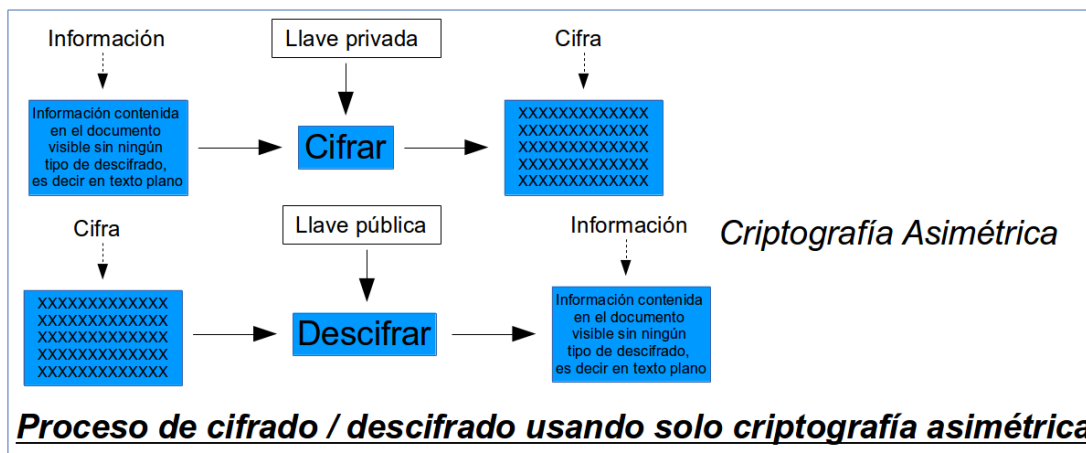 Información
Llave privada
Cifra
Información contenida
en el documento
visible sin ningún
tipo de descifrado,
es decir en texto plano
Cifrar
XXXXXXXXXXXXX
XXXXXXXXXXXXX
XXXXXXXXXXXXX
XXXXXXXXXXXXX
XXXXXXXXXXXXX
Cifra
Llave pública
Información
Criptografía Asimétrica
XXXXXXXXXXXXX
XXXXXXXXXXXXX
XXXXXXXXXXXXX
XXXXXXXXXXXXX
XXXXXXXXXXXXX
Descifrar
Información contenida
en el documento
visible sin ningún
tipo de descifrado,
es decir en texto plano
Proceso de cifrado / descifrado usando solo criptografía asimétrica